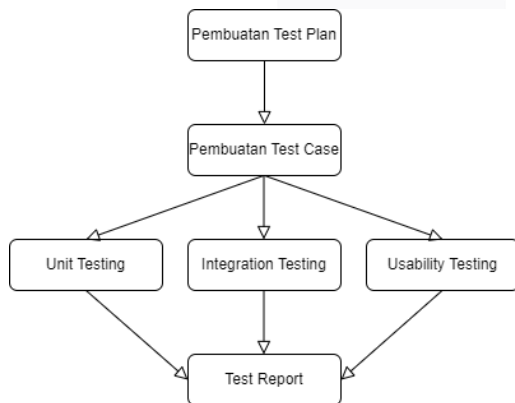 Pembuatan Test Plan
Pembuatan Test Case
Unit Testing
Integration Testing
Usability Testing
Test Report